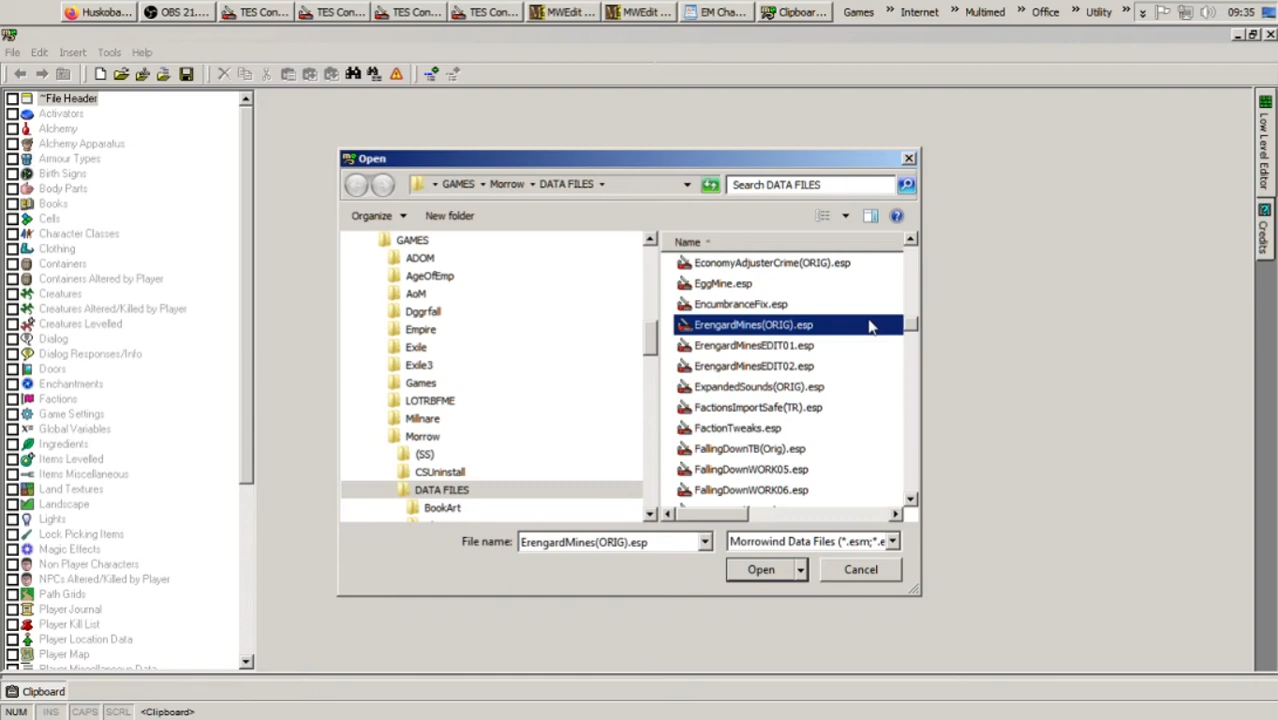 Huskoba...
OBS 21....
TES Con...
TES Con...
TES Con...
TES Con...
MWEdit ...
MWEdit ...
EM Cha...
Clipboar...
Games
Internet
Multimed
Office
Utility
09:35
File Edit Insert Tools Help
~File Header
Activators
Alchemy
Alchemy Apparatus
Armour Types
Birth Signs
Body Parts
Books
Cells
Character Classes
Clothing
Containers
Containers Altered by Player
Creatures
Creatures Altered/Killed by Player
Creatures Levelled
Dialog
Dialog Responses/Info
Doors
Enchantments
Factions
Game Settings
Global Variables
Ingredients
Items Levelled
Items Miscellaneous
Land Textures
Landscape
Lights
Lock Picking Items
Magic Effects
Non Player Characters
NPCs Altered/Killed by Player
Path Grids
Player Journal
Player Kill List
Player Location Data
Player Map
Player Miscellaneous Data
Open
GAMES Morrow DATA FILES
Search DATA FILES
Organize
New folder
GAMES
ADOM
AgeOfEmp
AoM
Dggrfall
Empire
Exile
Exile3
Games
LOTRBFME
Millnare
Morrow
(SS)
CSUninstall
DATA FILES
BookArt
Name
EconomyAdjusterCrime(ORIG).esp
EggMine.esp
EncumbranceFix.esp
ErengardMines(ORIG).esp
ErengardMinesEDIT01.esp
ErengardMinesEDIT02.esp
ExpandedSounds(ORIG).esp
FactionsImportSafe(TR).esp
FactionTweaks.esp
FallingDownTB(Orig).esp
FallingDownWORK05.esp
FallingDownWORK06.esp
File name:
ErengardMines(ORIG).esp
Morrowind Data Files (*.esm;*.e
Open
Cancel
Low Level Editor
Credits
Clipboard
NUM INS CAPS SCRL <Clipboard>